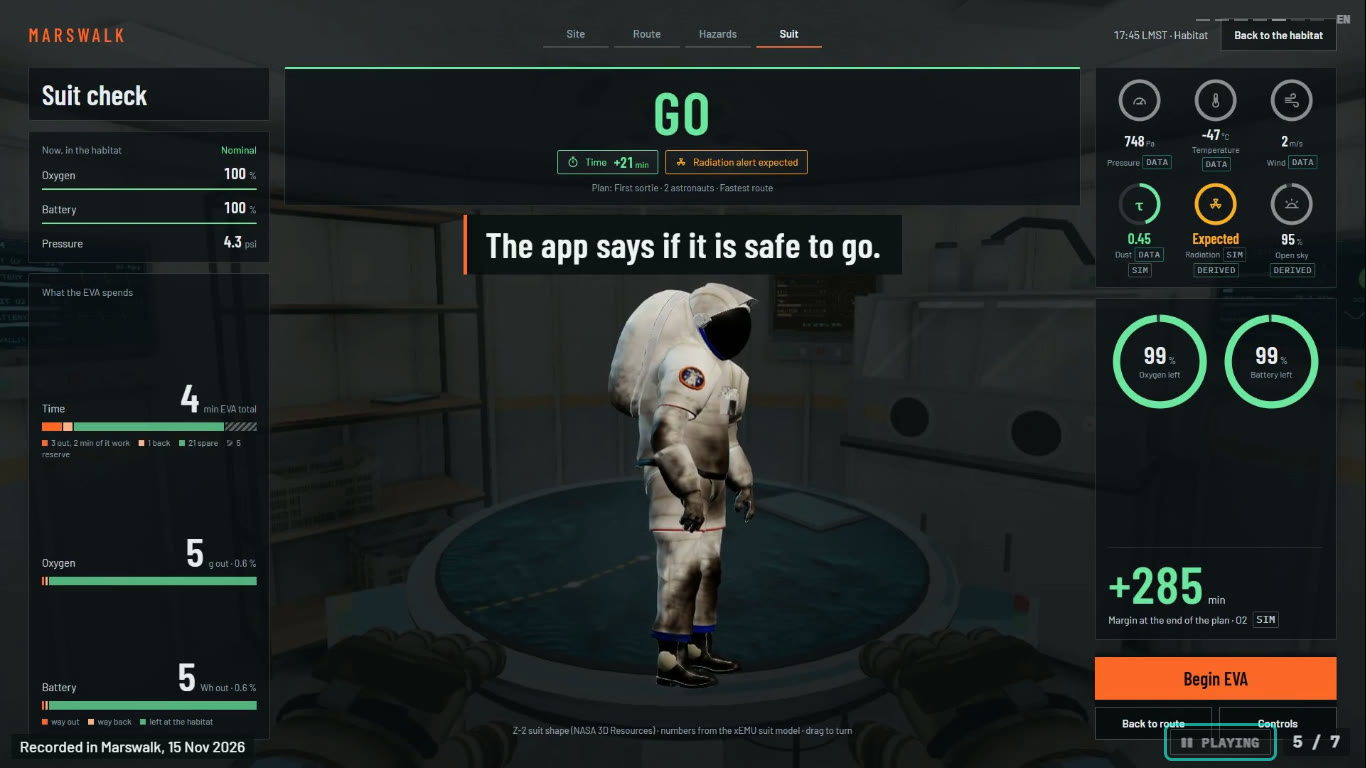 MARSWALK
Site
Route
Hazards
Suit
17:45 LMST · Habitat
Back to the habitat
EN
Suit check
Now, in the habitat
Nominal
Oxygen
100 %
Battery
100 %
Pressure
4.3 psi
What the EVA spends
Time
4 min EVA total
3 out, 2 min of it work
1 back
21 spare
5
reserve
Oxygen
5 g out · 0.6 %
Battery
5 Wh out · 0.6 %
way out
way back
left at the habitat
GO
Time +21 min
Radiation alert expected
Plan: First sortie · 2 astronauts · Fastest route
The app says if it is safe to go.
Z-2 suit shape (NASA 3D Resources) · numbers from the xEMU suit model · drag to turn
748 Pa
Pressure DATA
-47 °C
Temperature
DATA
2 m/s
Wind DATA
τ
0.45
Dust DATA
SIM
Expected
Radiation SIM
DERIVED
95 %
Open sky
DERIVED
99 %
Oxygen left
99 %
Battery left
+285 min
Margin at the end of the plan · O2 SIM
Begin EVA
Back to route
Controls
Recorded in Marswalk, 15 Nov 2026
PLAYING
5 / 7